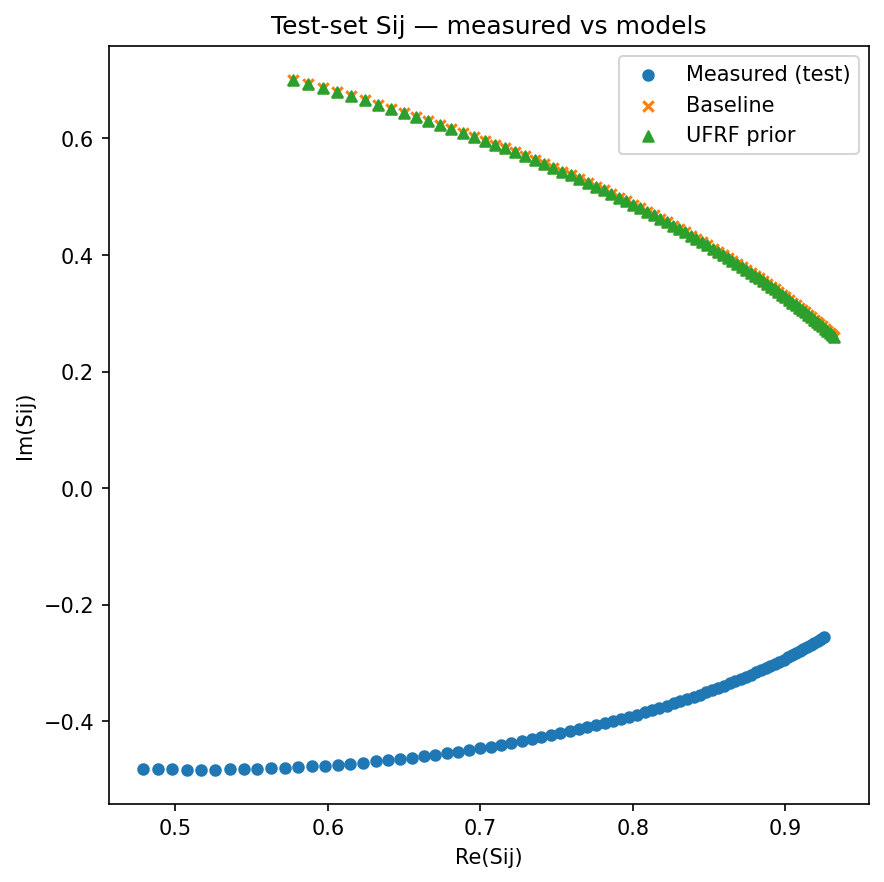 Test-set Sij — measured vs models
Measured (test)
Baseline
UFRF prior
0.6
0.4
0.2
0.0
−0.2
−0.4
Im(Sij)
0.5 0.6 0.7 0.8 0.9
Re(Sij)